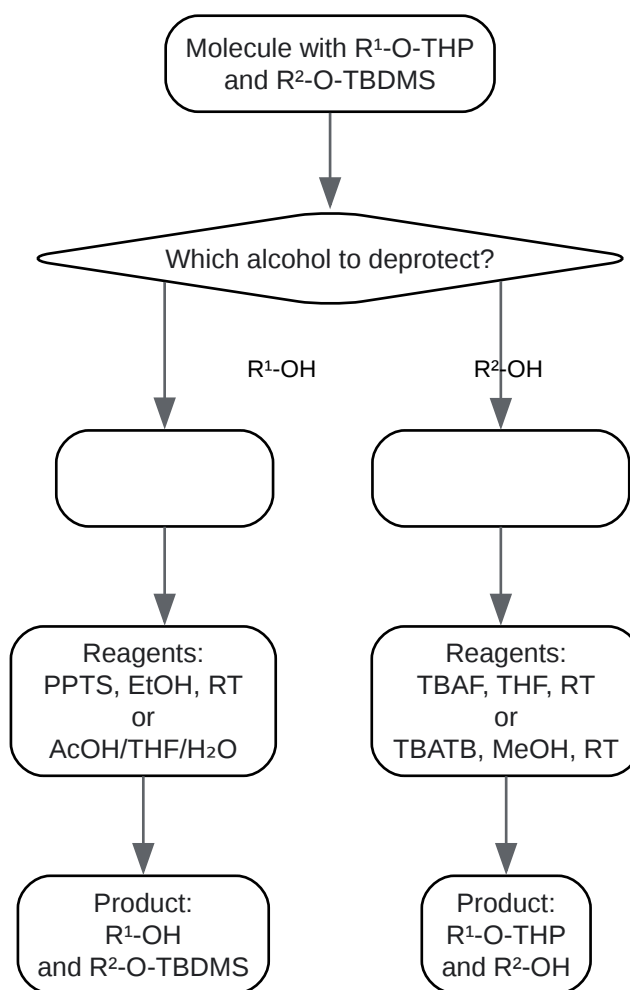 Molecule with R¹-O-THP
and R²-O-TBDMS
Which alcohol to deprotect?
R¹-OH
R²-OH
Reagents:
PPTS, EtOH, RT
or
AcOH/THF/H₂O
Reagents:
TBAF, THF, RT
or
TBATB, MeOH, RT
Product:
R¹-OH
and R²-O-TBDMS
Product:
R¹-O-THP
and R²-OH